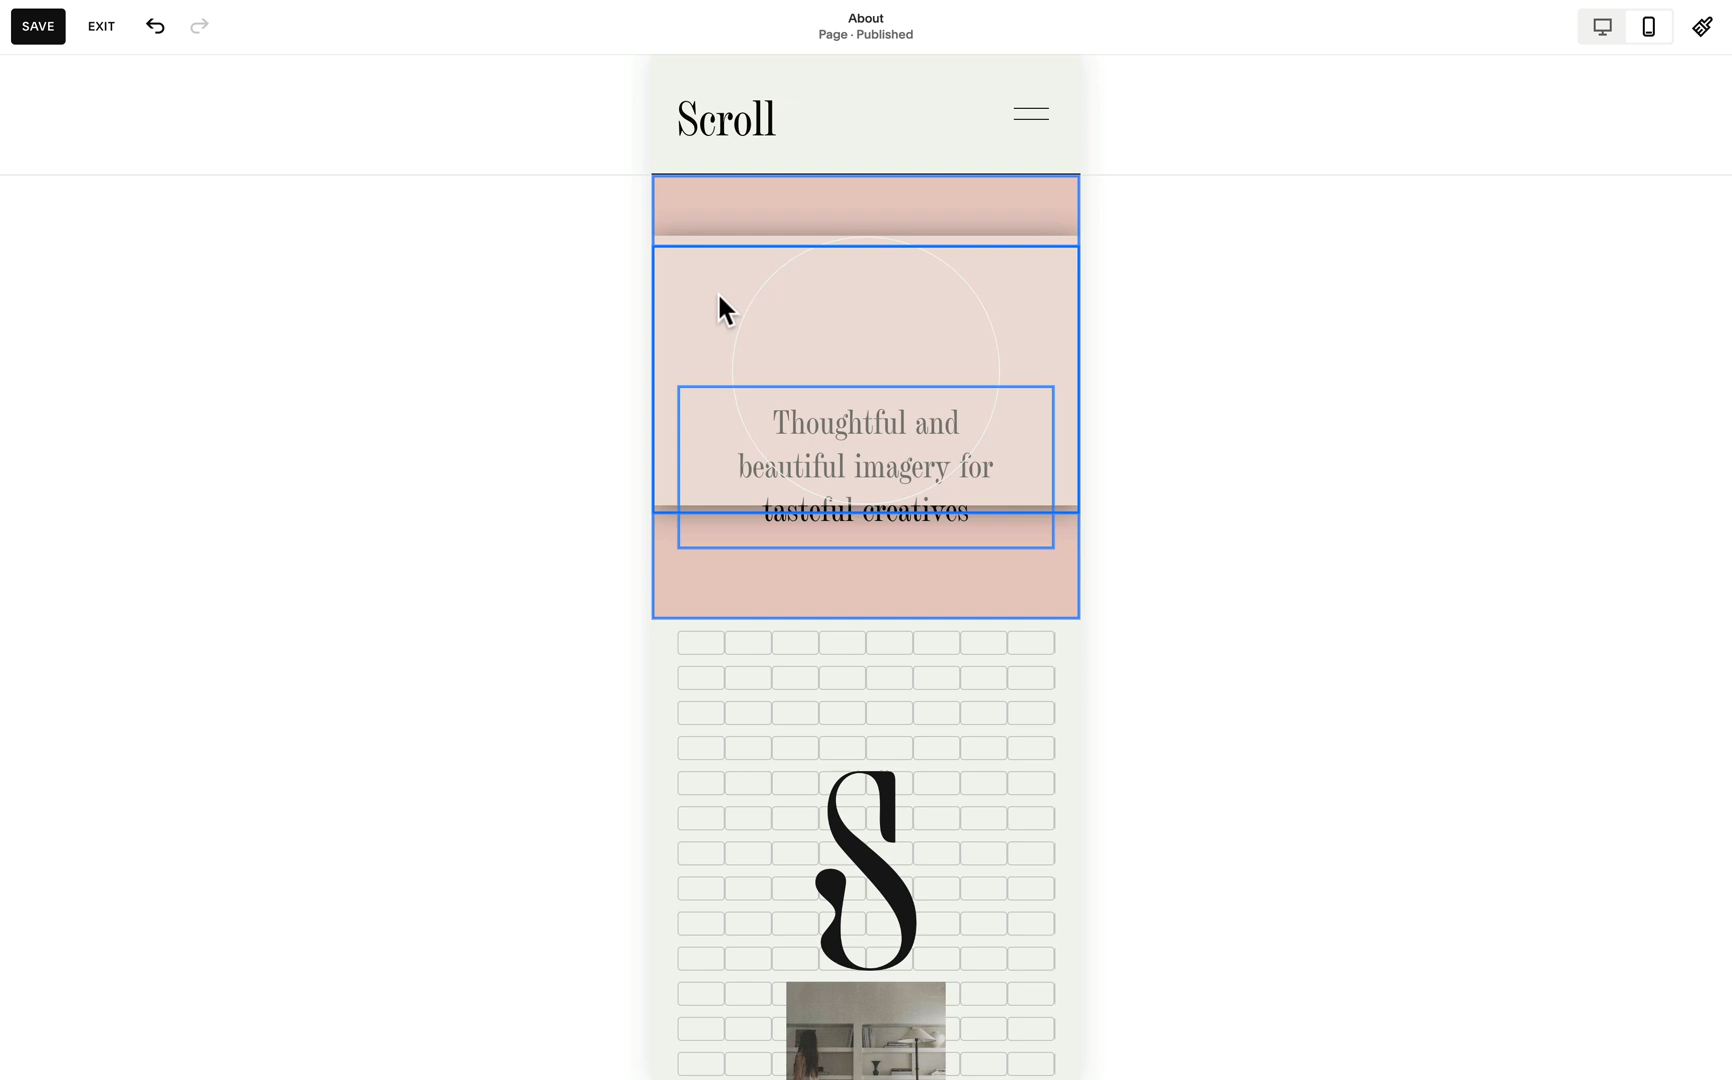 SAVE
EXIT
About
Page · Published
Scroll
Thoughtful and
beautiful imagery for
tasteful creatives
S